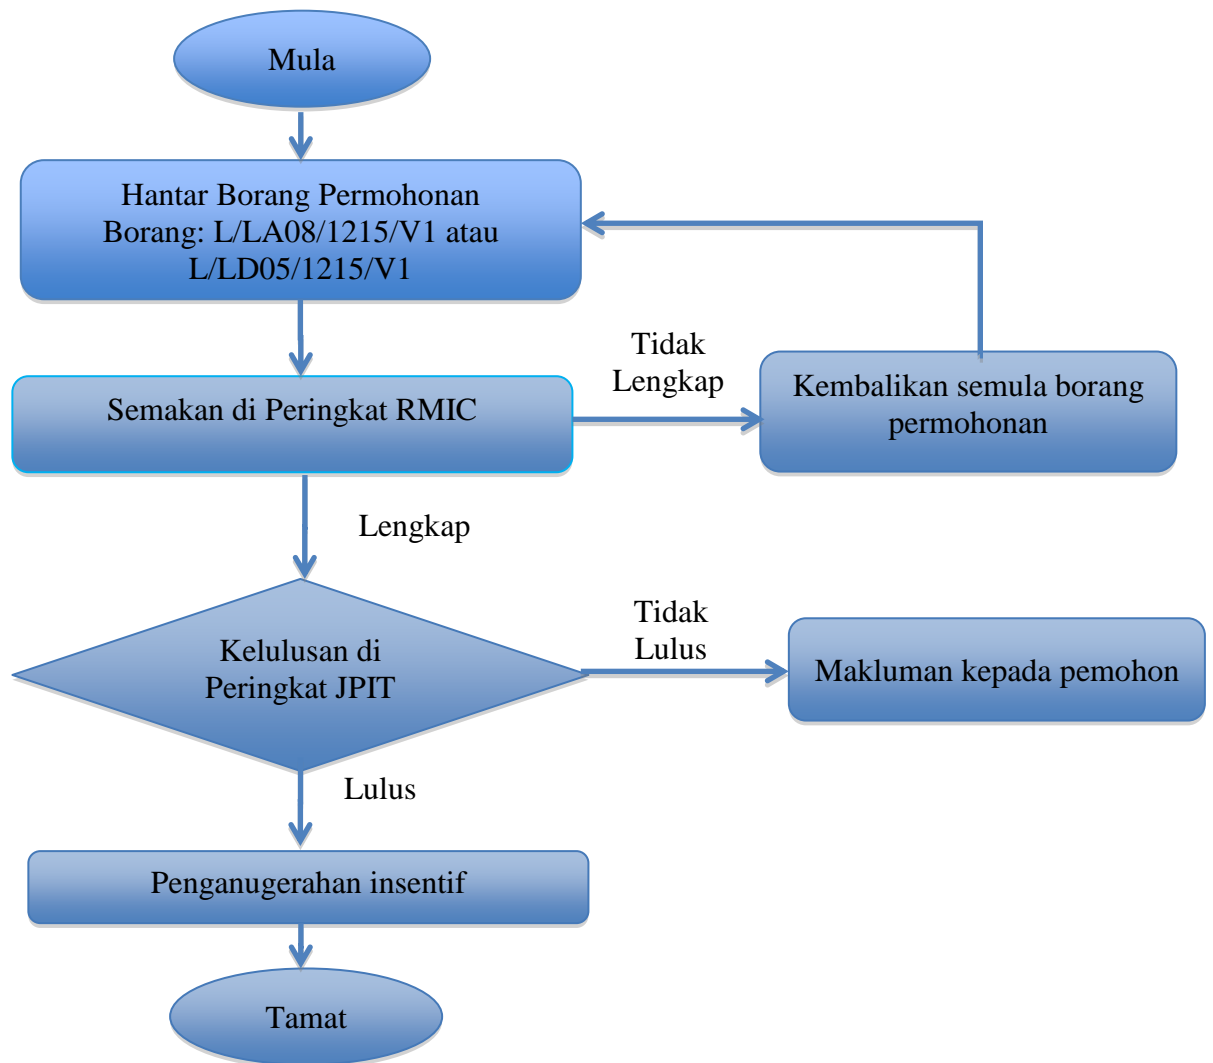 Mula
Hantar Borang Permohonan
Borang: L/LA08/1215/V1 atau
L/LD05/1215/V1
Tidak
Lengkap
Semakan di Peringkat RMIC
Kembalikan semula borang
permohonan
Lengkap
Tidak
Lulus
Kelulusan di
Peringkat JPIT
Makluman kepada pemohon
Lulus
Penganugerahan insentif
Tamat